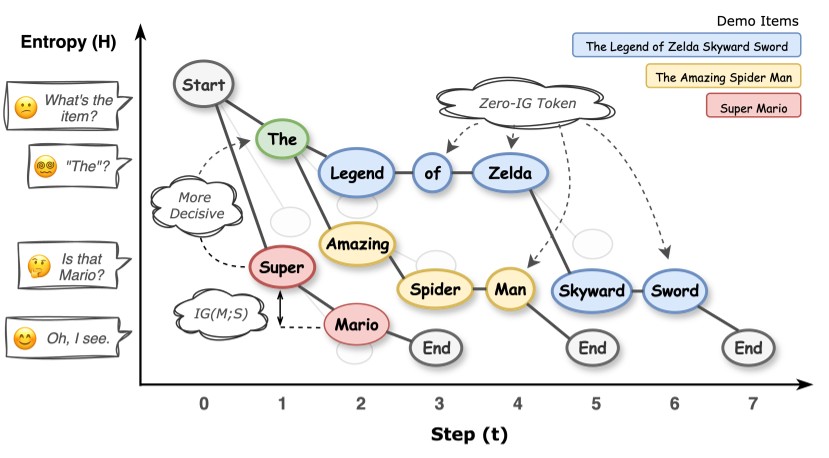 Demo Items
The Legend of Zelda Skyward Sword
The Amazing Spider Man
Super Mario
Entropy (H)
What's the
item?
"The"?
Is that
Mario?
Oh, I see.
Start
The
Zero-IG Token
Legend
of
Zelda
More
Decisive
Amazing
Super
Spider
Man
Skyward
Sword
IG(M;S)
Mario
End
End
End
0
1
2
3
4
5
6
7
Step (t)